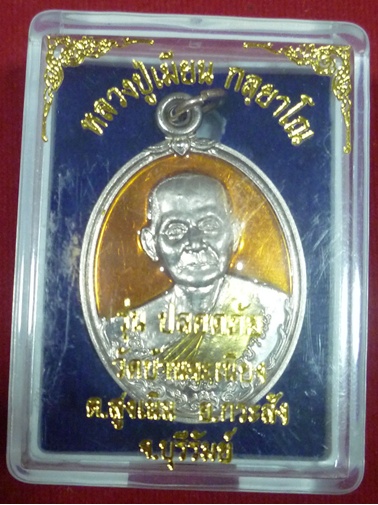 หลวงปู่เมียน กลฺยาโณ
รุ่น ปลดหนี้
ต.สูงเนิน อ.กระสัง
จ.บุรีรัมย์